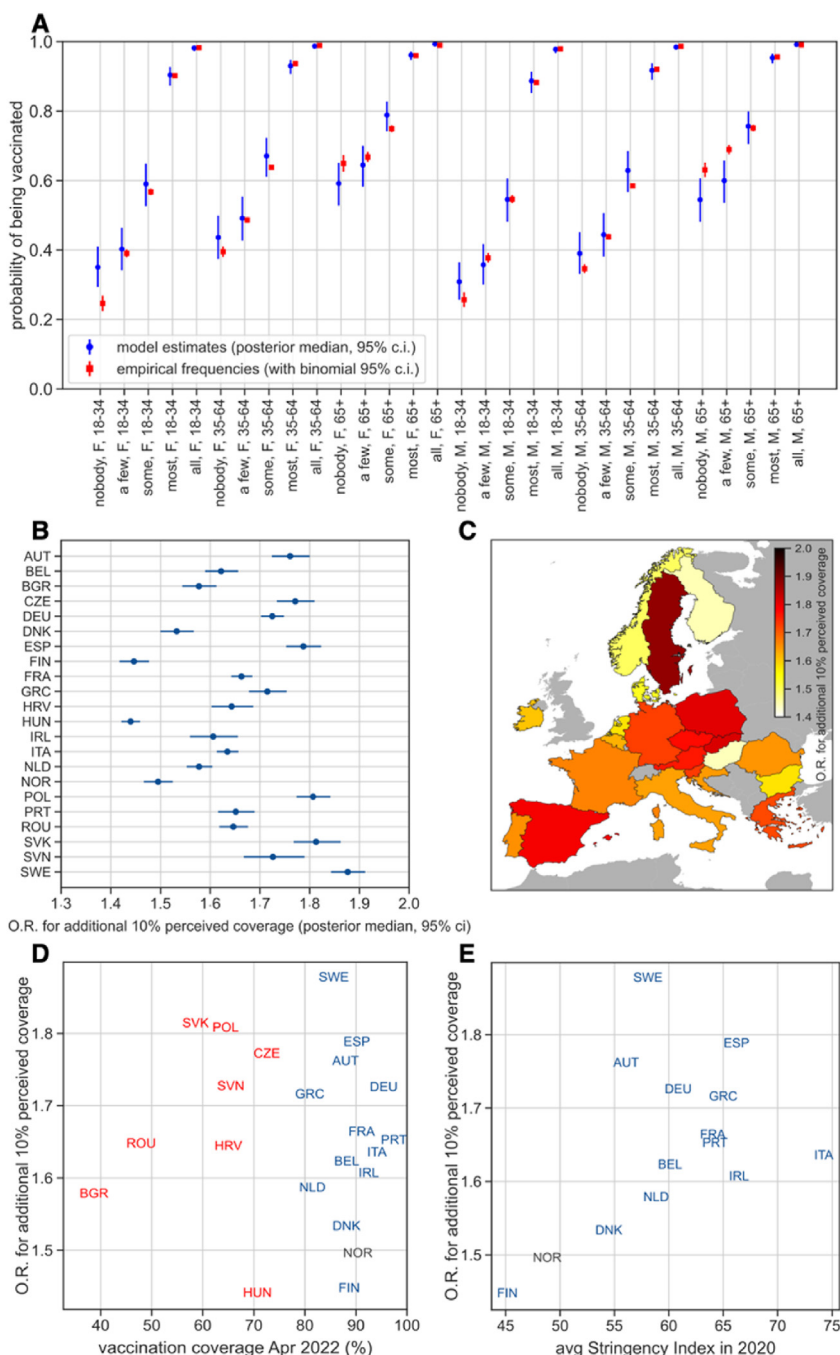 A
1.0
0.8
0.6
0.4
0.2
0.0
probability of being vaccinated
model estimates (posterior median, 95% c.i.)
empirical frequencies (with binomial 95% c.i.)
nobody, F, 18-34
a few, F, 18-34
some, F, 18-34
most, F, 18-34
all, F, 18-34
nobody, F, 35-64
a few, F, 35-64
some, F, 35-64
most, F, 35-64
all, F, 35-64
nobody, F, 65+
a few, F, 65+
some, F, 65+
most, F, 65+
all, F, 65+
nobody, M, 18-34
a few, M, 18-34
some, M, 18-34
most, M, 18-34
all, M, 18-34
nobody, M, 35-64
a few, M, 35-64
some, M, 35-64
most, M, 35-64
all, M, 35-64
nobody, M, 65+
a few, M, 65+
some, M, 65+
most, M, 65+
all, M, 65+
B
AUT
BEL
BGR
CZE
DEU
DNK
ESP
FIN
FRA
GRC
HRV
HUN
IRL
ITA
NLD
NOR
POL
PRT
ROU
SVK
SVN
SWE
1.3 1.4 1.5 1.6 1.7 1.8 1.9 2.0
O.R. for additional 10% perceived coverage (posterior median, 95% ci)
C
2.0
1.9
1.8
1.7
1.6
1.5
1.4
O.R. for additional 10% perceived coverage
D
O.R. for additional 10% perceived coverage
1.8
1.7
1.6
1.5
SWE
SVK
POL
ESP
CZE
AUT
SVN
GRC
DEU
FRA
PRT
ROU
HRV
ITA
BEL
IRL
NLD
BGR
DNK
NOR
HUN
FIN
40 50 60 70 80 90 100
vaccination coverage Apr 2022 (%)
E
O.R. for additional 10% perceived coverage
1.8
1.7
1.6
1.5
SWE
ESP
AUT
DEU
GRC
FRA
PRT
ITA
BEL
IRL
NLD
DNK
NOR
FIN
45 50 55 60 65 70 75
avg Stringency Index in 2020